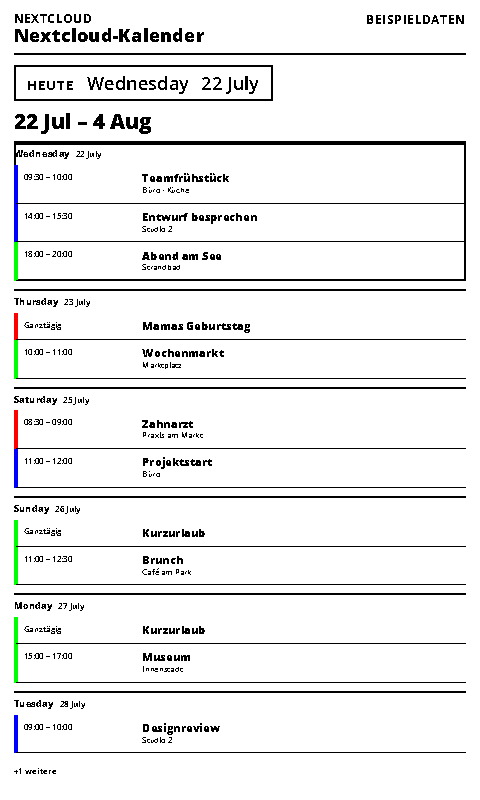 NEXTCLOUD
BEISPIELDATEN
Nextcloud-Kalender
HEUTE Wednesday 22 July
22 Jul – 4 Aug
Wednesday 22 July
09:30 – 10:00 Teamfrühstück
Büro · Küche
14:00 – 15:30 Entwurf besprechen
Studio 2
18:00 – 20:00 Abend am See
Strandbad
Thursday 23 July
Ganztägig Mamas Geburtstag
10:00 – 11:00 Wochenmarkt
Marktplatz
Saturday 25 July
08:30 – 09:00 Zahnarzt
Praxis am Markt
11:00 – 12:00 Projektstart
Büro
Sunday 26 July
Ganztägig Kurzurlaub
11:00 – 12:30 Brunch
Café am Park
Monday 27 July
Ganztägig Kurzurlaub
15:00 – 17:00 Museum
Innenstadt
Tuesday 28 July
09:00 – 10:00 Designreview
Studio 2
+1 weitere